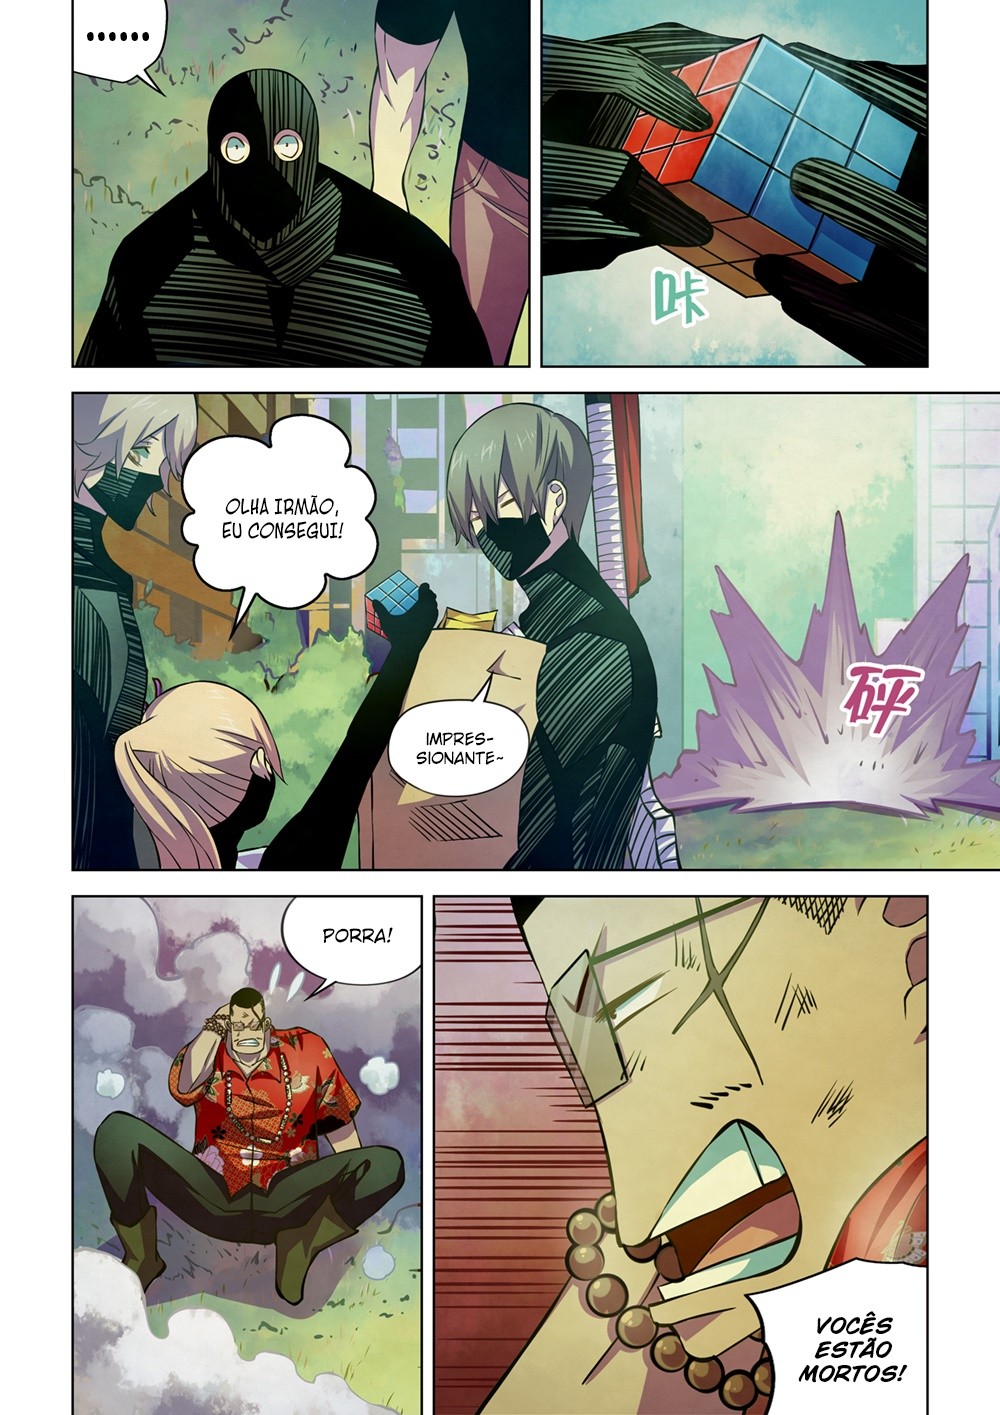 ......
咔
OLHA IRMÃO,
EU CONSEGUI!
IMPRES-
SIONANTE~
砰
PORRA!
VOCÊS
ESTÃO
MORTOS!